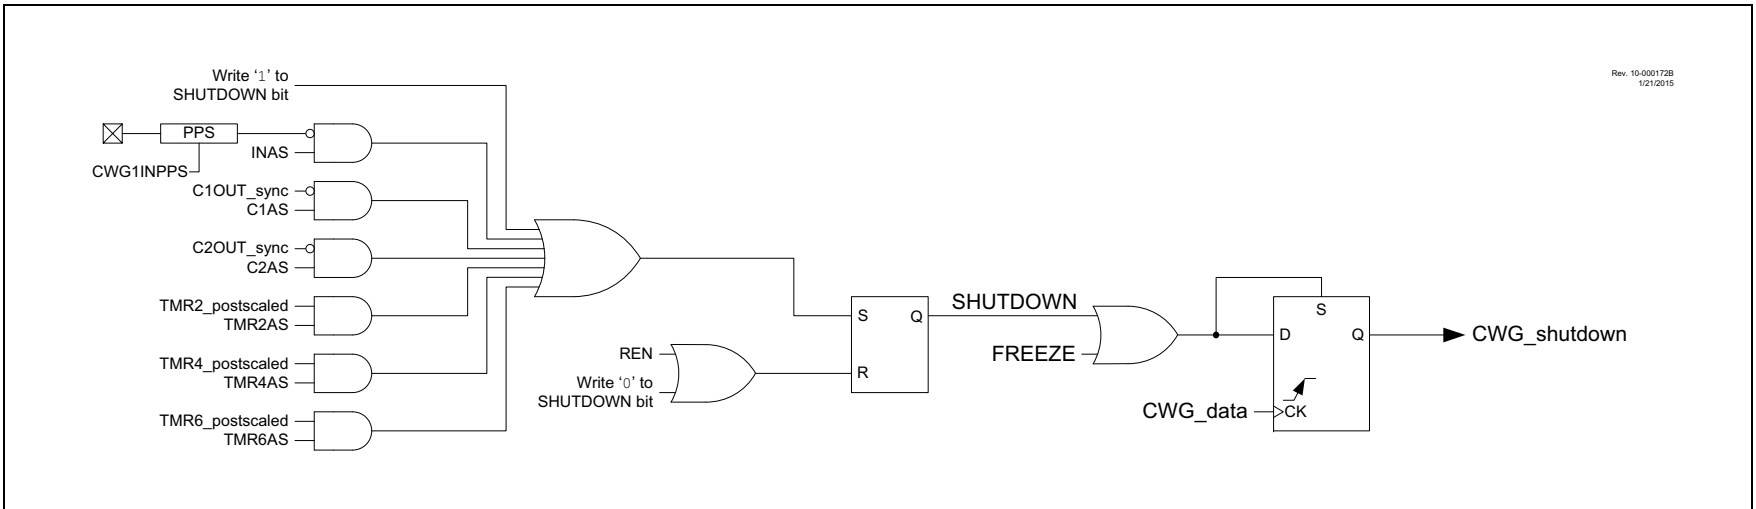 Write ‘1’ to
SHUTDOWN bit
Rev. 10-000172B
1/21/2015
PPS
INAS
CWG1INPPS
C1OUT_sync
C1AS
C2OUT_sync
C2AS
TMR2_postscaled
TMR2AS
TMR4_postscaled
TMR4AS
TMR6_postscaled
TMR6AS
REN
Write ‘0’ to
SHUTDOWN bit
S
Q
R
SHUTDOWN
FREEZE
S
D
Q
CK
CWG_data
CWG_shutdown